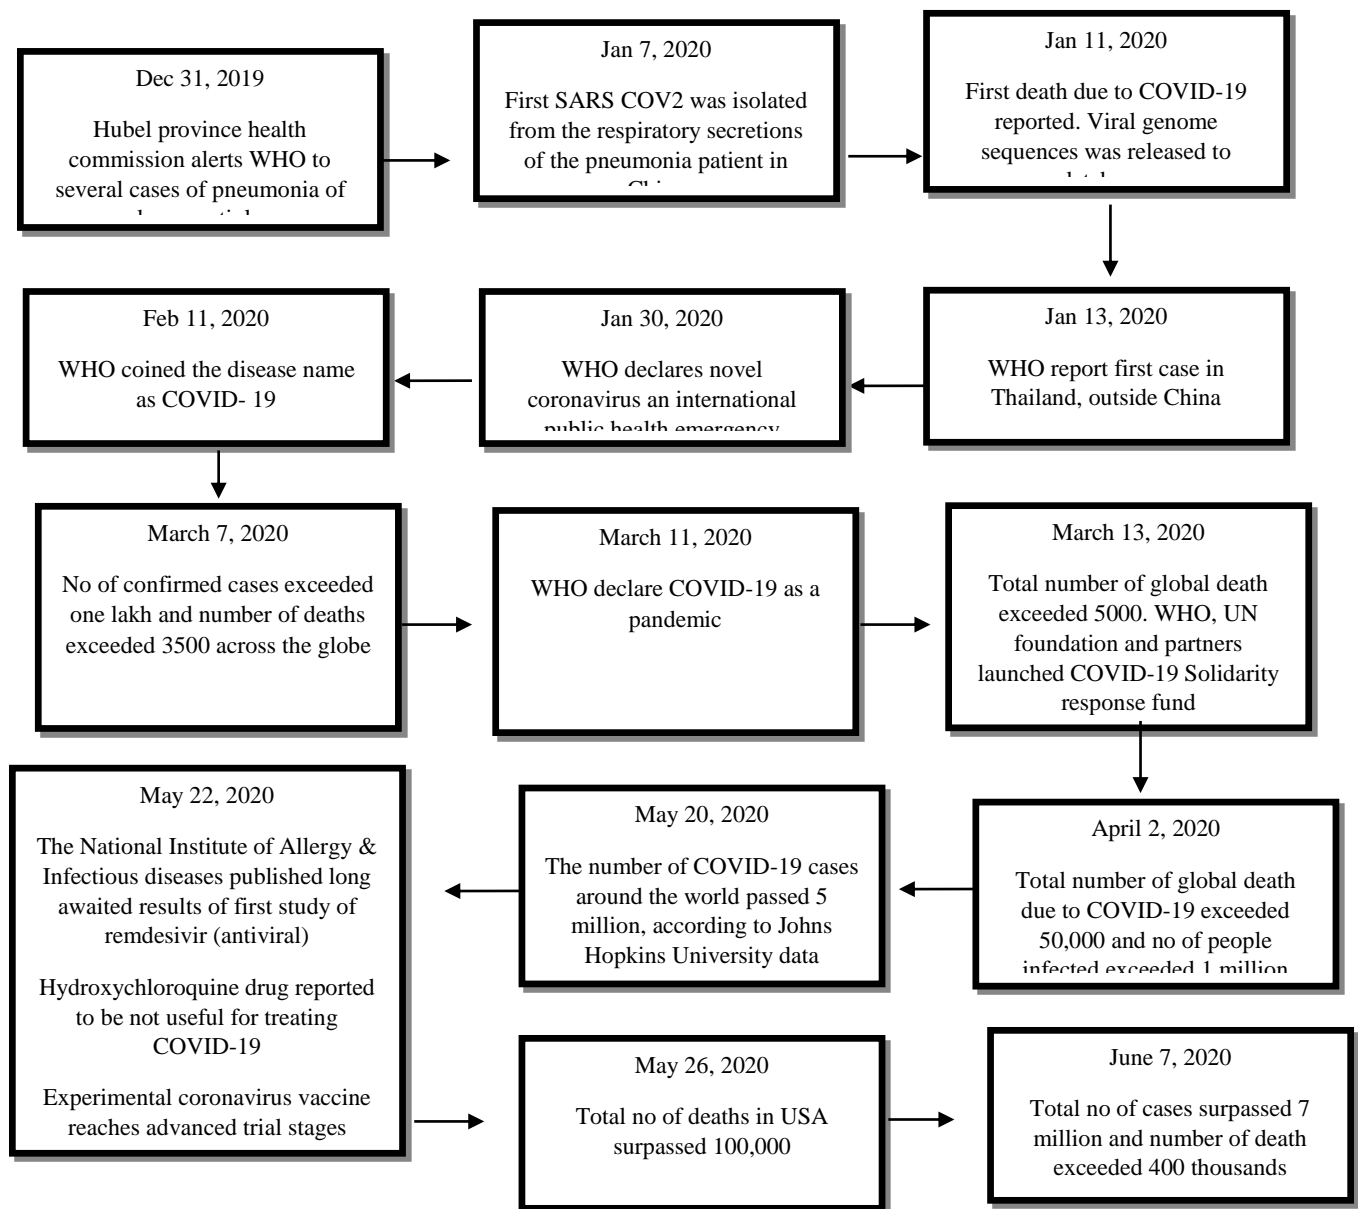 Dec 31, 2019
Hubel province health
commission alerts WHO to
several cases of pneumonia of
Jan 7, 2020
First SARS COV2 was isolated
from the respiratory secretions
of the pneumonia patient in
Jan 11, 2020
First death due to COVID-19
reported. Viral genome
sequences was released to
Jan 13, 2020
WHO report first case in
Thailand, outside China
Jan 30, 2020
WHO declares novel
coronavirus an international
public health emergency
Feb 11, 2020
WHO coined the disease name
as COVID- 19
March 7, 2020
No of confirmed cases exceeded
one lakh and number of deaths
exceeded 3500 across the globe
March 11, 2020
WHO declare COVID-19 as a
pandemic
March 13, 2020
Total number of global death
exceeded 5000. WHO, UN
foundation and partners
launched COVID-19 Solidarity
response fund
April 2, 2020
Total number of global death
due to COVID-19 exceeded
50,000 and no of people
infected exceeded 1 million
May 20, 2020
The number of COVID-19 cases
around the world passed 5
million, according to Johns
Hopkins University data
May 22, 2020
The National Institute of Allergy &
Infectious diseases published long
awaited results of first study of
remdesivir (antiviral)
Hydroxychloroquine drug reported
to be not useful for treating
COVID-19
Experimental coronavirus vaccine
reaches advanced trial stages
May 26, 2020
Total no of deaths in USA
surpassed 100,000
June 7, 2020
Total no of cases surpassed 7
million and number of death
exceeded 400 thousands